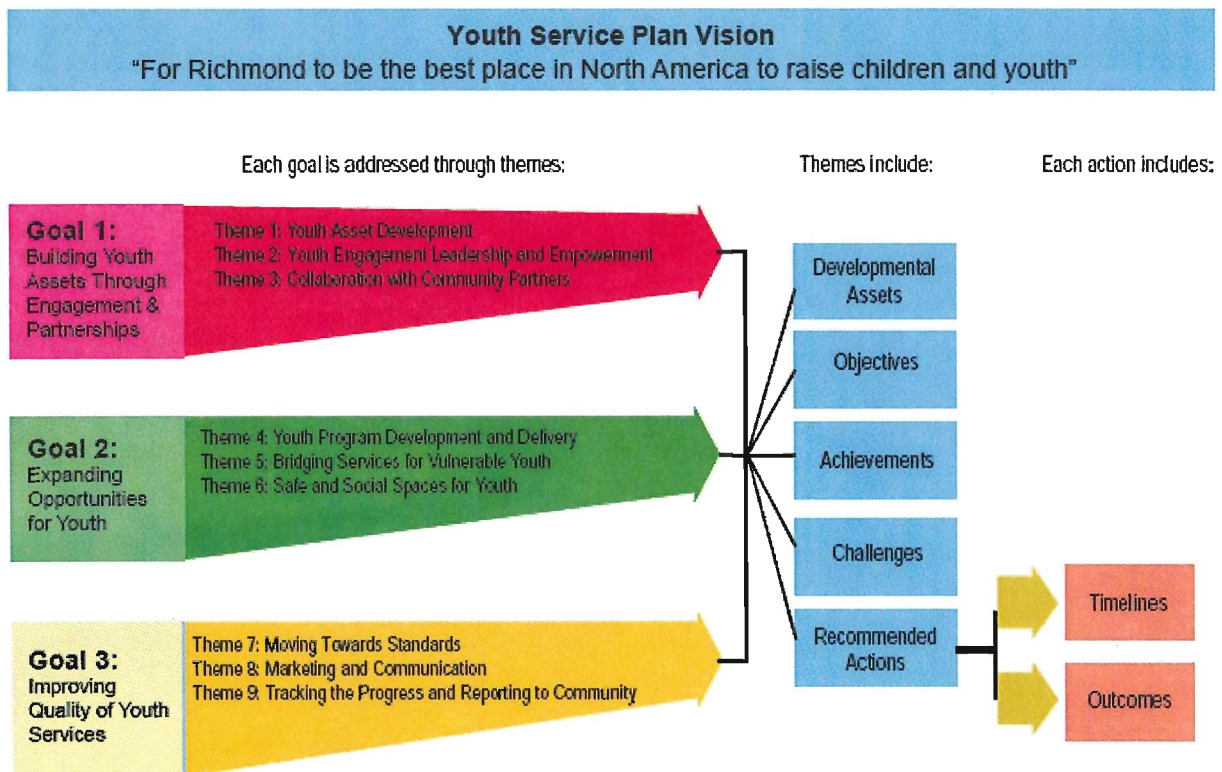 Youth Service Plan Vision
“For Richmond to be the best place in North America to raise children and youth”
Each goal is addressed through themes:
Themes include:
Each action includes:
Goal 1:
Building Youth
Assets Through
Engagement &
Partnerships
Theme 1: Youth Asset Development
Theme 2: Youth Engagement Leadership and Empowerment
Theme 3: Collaboration with Community Partners
Goal 2:
Expanding
Opportunities
for Youth
Theme 4: Youth Program Development and Delivery
Theme 5: Bridging Services for Vulnerable Youth
Theme 6: Safe and Social Spaces for Youth
Goal 3:
Improving
Quality of Youth
Services
Theme 7: Moving Towards Standards
Theme 8: Marketing and Communication
Theme 9: Tracking the Progress and Reporting to Community
Developmental
Assets
Objectives
Achievements
Challenges
Recommended
Actions
Timelines
Outcomes